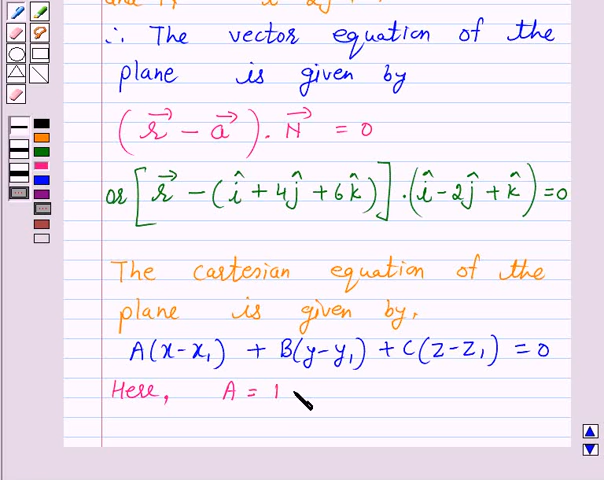 ∴ The vector equation of the
plane is given by
(r⃗ − a⃗). N⃗ = 0
or [r⃗ − (î + 4ĵ + 6k̂)] . (î − 2ĵ + k̂) = 0
The cartesian equation of the
plane is given by,
A(x−x₁) + B(y−y₁) + C(z−z₁) = 0
Here, A = 1